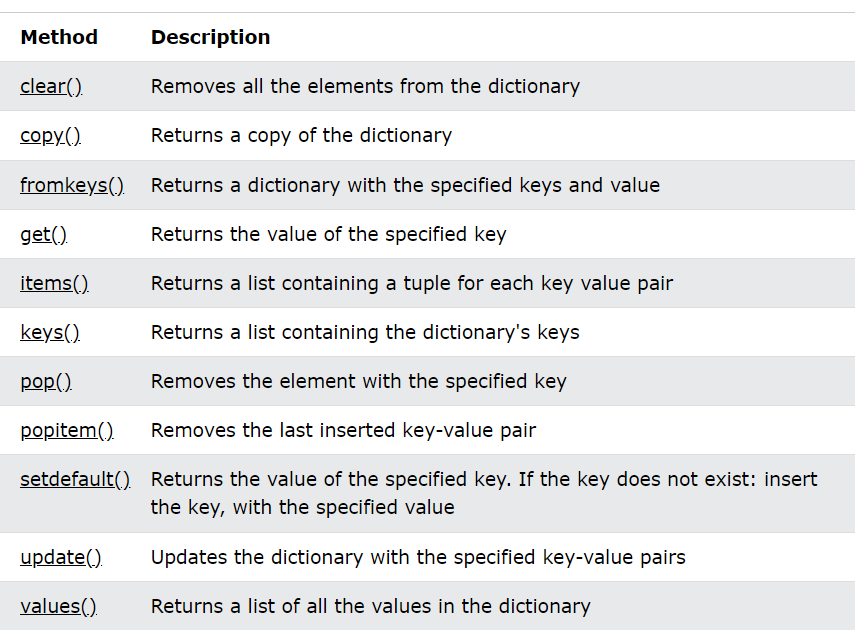 Method Description
clear() Removes all the elements from the dictionary
copy() Returns a copy of the dictionary
fromkeys() Returns a dictionary with the specified keys and value
get() Returns the value of the specified key
items() Returns a list containing a tuple for each key value pair
keys() Returns a list containing the dictionary's keys
pop() Removes the element with the specified key
popitem() Removes the last inserted key-value pair
setdefault() Returns the value of the specified key. If the key does not exist: insert
the key, with the specified value
update() Updates the dictionary with the specified key-value pairs
values() Returns a list of all the values in the dictionary